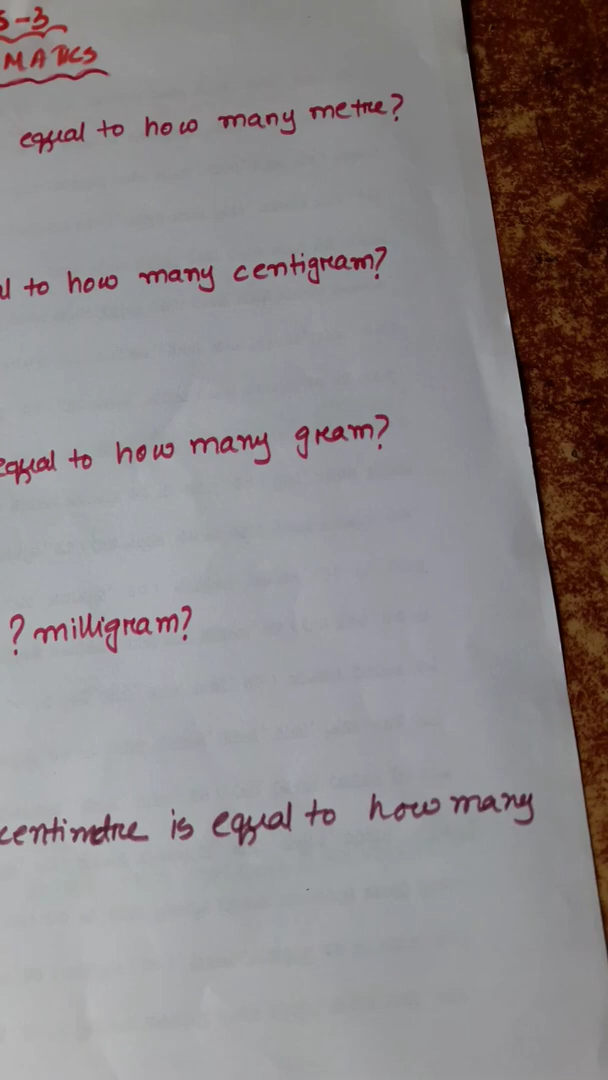 S-3
MATICS
equal to how many metre?
l to how many centigram?
equal to how many gram?
? milligram?
centimetre is equal to how many